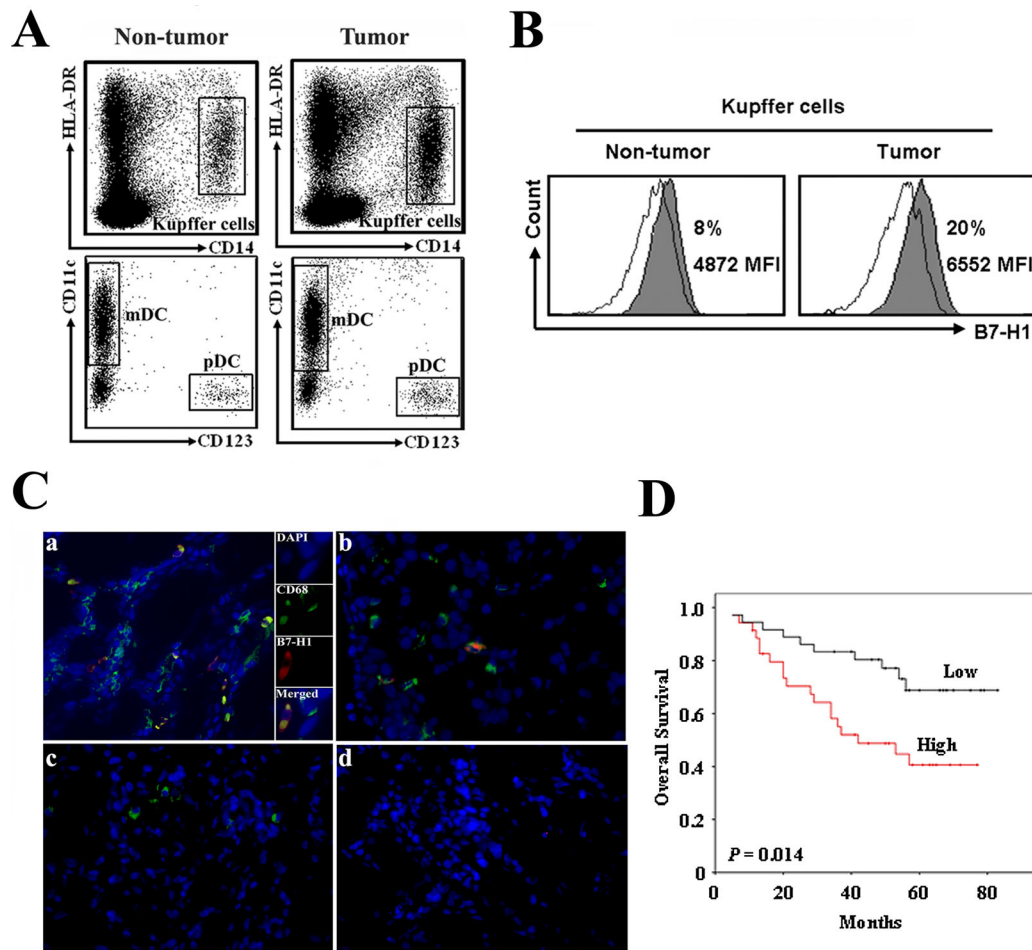 A
Non-tumor
Tumor
HLA-DR
Kupffer cells
CD14
HLA-DR
Kupffer cells
CD14
CD11c
mDC
pDC
CD123
CD11c
mDC
pDC
CD123
B
Kupffer cells
Non-tumor
Tumor
Count
8%
4872 MFI
20%
6552 MFI
B7-H1
C
a
DAPI
CD68
B7-H1
Merged
b
c
d
D
Overall Survival
1.0
0.8
0.6
0.4
0.2
0
Low
High
P = 0.014
0
20
40
60
80
Months